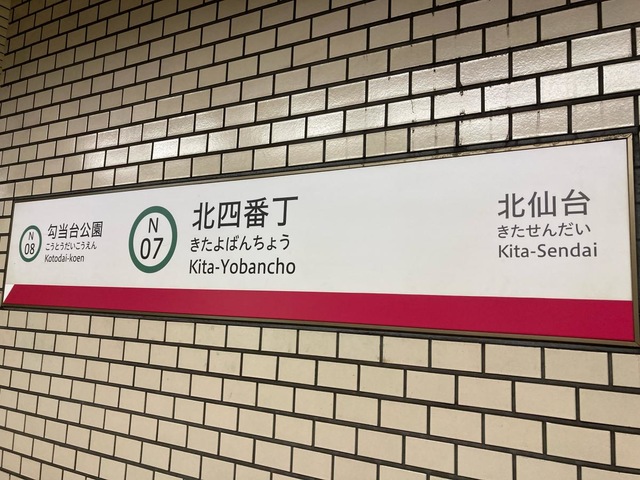 N
08
勾当台公園
こうとうだいこうえん
Kotodai-koen
N
07
北四番丁
きたよばんちょう
Kita-Yobancho
北仙台
きたせんだい
Kita-Sendai